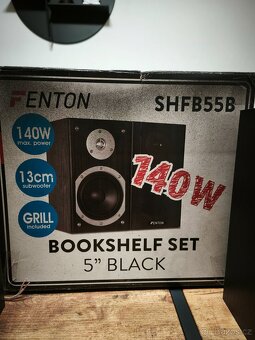 FENTON
SHFB55B
140W
max. power
13cm
subwoofer
GRILL
included
140W
FENTON
BOOKSHELF SET
5” BLACK